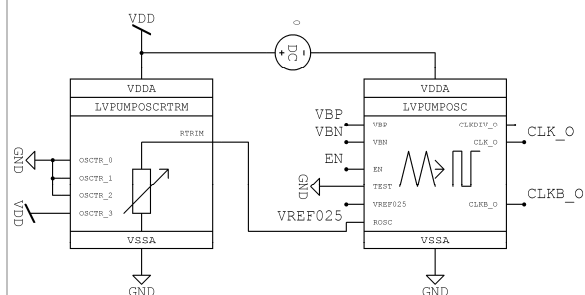 VDD
0
+ DC -
VDDA
LVPUMPOSCRTRM
RTRIM
OSCTR_0
OSCTR_1
OSCTR_2
OSCTR_3
GND
VDD
VSSA
GND
VDDA
LVPUMPOSC
VBP
VBN
EN
GND
VREF025
VBP
VBN
EN
TEST
VREF025
ROSC
CLKDIV_O
CLK_O
CLKB_O
CLK_O
CLKB_O
VSSA
GND